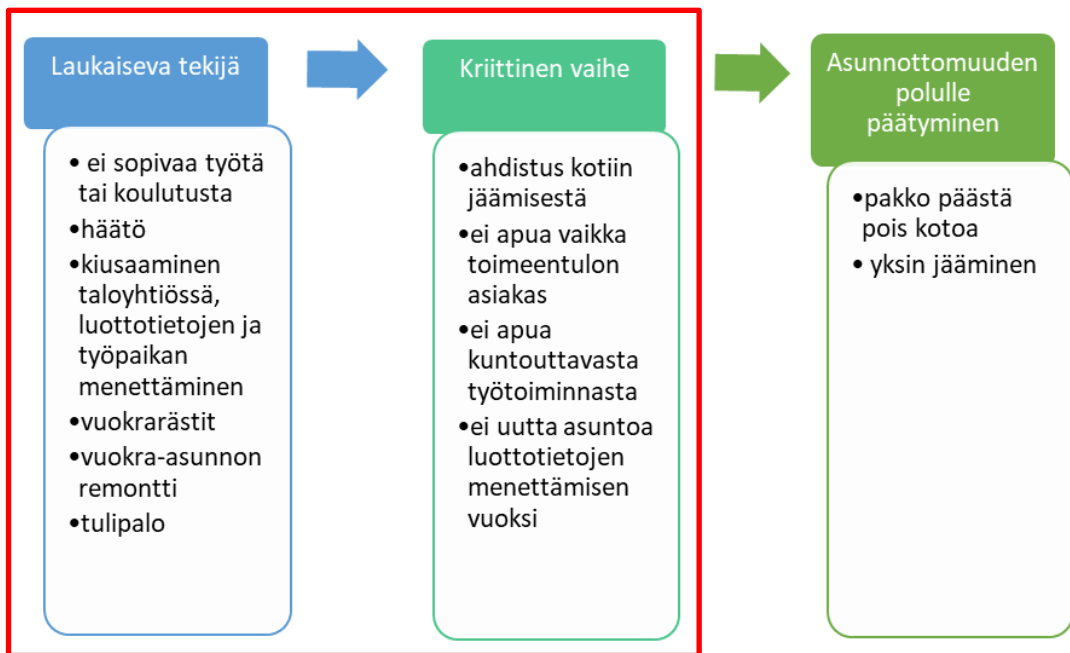 Laukaiseva tekijä
• ei sopivaa työtä
tai koulutusta
•häätö
•kiusaaminen
taloyhtiössä,
luottotietojen ja
työpaikan
menettäminen
•vuokrarästit
•vuokra-asunnon
remontti
•tulipalo
Kriittinen vaihe
•ahdistus kotiin
jäämisestä
•ei apua vaikka
toimeentulon
asiakas
•ei apua
kuntouttavasta
työtoiminnasta
•ei uutta asuntoa
luottotietojen
menettämisen
vuoksi
Asunnottomuuden
polulle
päätyminen
•pakko päästä
pois kotoa
• yksin jääminen